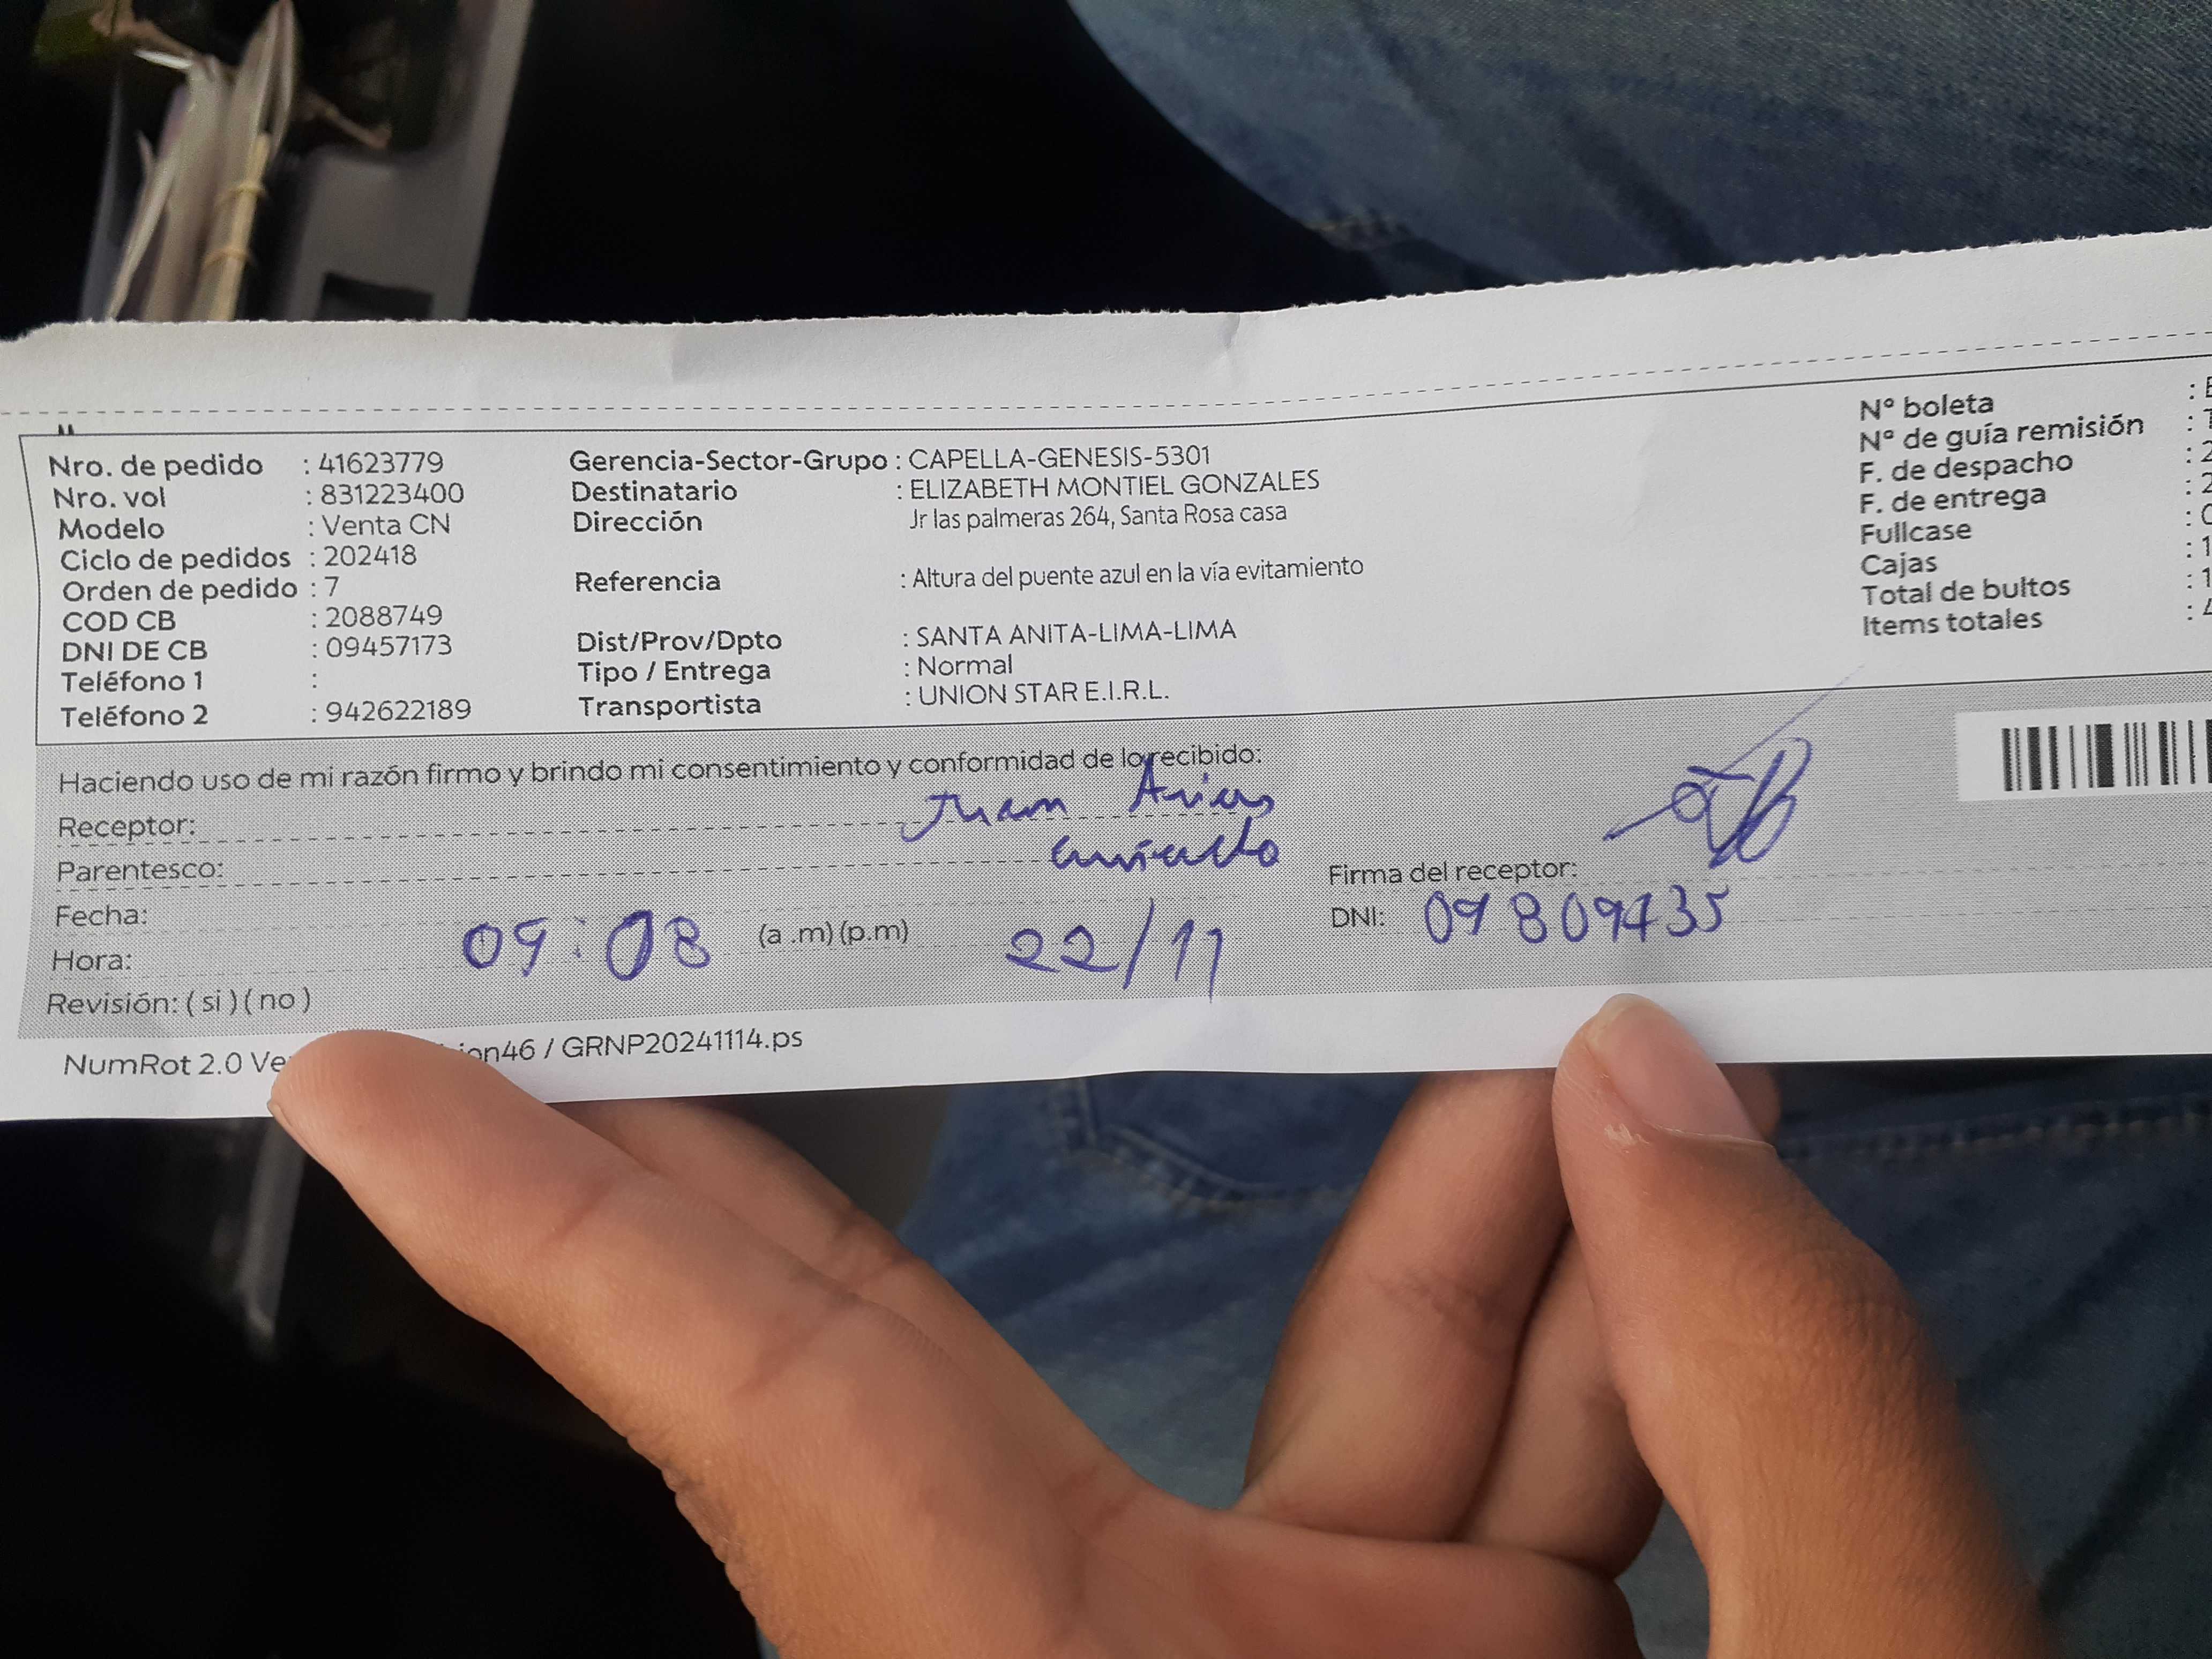 Nro. de pedido : 41623779
Nro. vol : 831223400
Modelo : Venta CN
Ciclo de pedidos : 202418
Orden de pedido : 7
COD CB : 2088749
DNI DE CB : 09457173
Teléfono 1 :
Teléfono 2 : 942622189
Gerencia-Sector-Grupo : CAPELLA-GENESIS-5301
Destinatario : ELIZABETH MONTIEL GONZALES
Dirección Jr las palmeras 264, Santa Rosa casa
Referencia : Altura del puente azul en la vía evitamiento
Dist/Prov/Dpto : SANTA ANITA-LIMA-LIMA
Tipo / Entrega : Normal
Transportista : UNION STAR E.I.R.L.
N° boleta :
N° de guía remisión :
F. de despacho : 2
F. de entrega : 2
Fullcase :
Cajas : 1
Total de bultos : 1
Items totales : 4
Haciendo uso de mi razón firmo y brindo mi consentimiento y conformidad de lo recibido:
Receptor: Juan Arias
Parentesco:
Fecha:
Hora: 09:08 (a .m) (p.m) 22/11
Revisión: ( si ) ( no )
Firma del receptor:
DNI: 09809435
NumRot 2.0 ion46 / GRNP20241114.ps